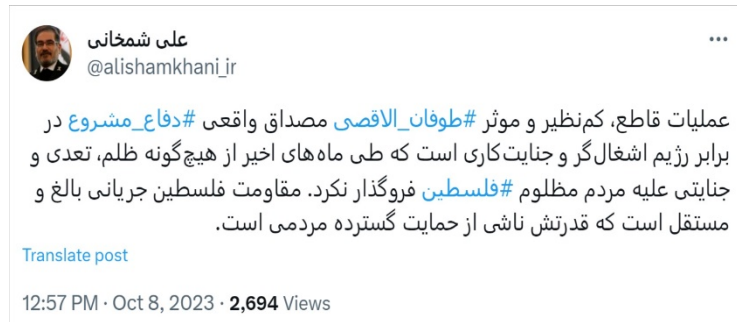 علی شمخانی
@alishamkhani_ir
عملیات قاطع، کم‌نظیر و موثر #طوفان_الاقصی مصداق واقعی #دفاع_مشروع در
برابر رژیم اشغال‌گر و جنایت‌کاری است که طی ماه‌های اخیر از هیچ‌گونه ظلم، تعدی و
جنایتی علیه مردم مظلوم #فلسطین فروگذار نکرد. مقاومت فلسطین جریانی بالغ و
مستقل است که قدرتش ناشی از حمایت گسترده مردمی است.
Translate post
12:57 PM · Oct 8, 2023 · 2,694 Views